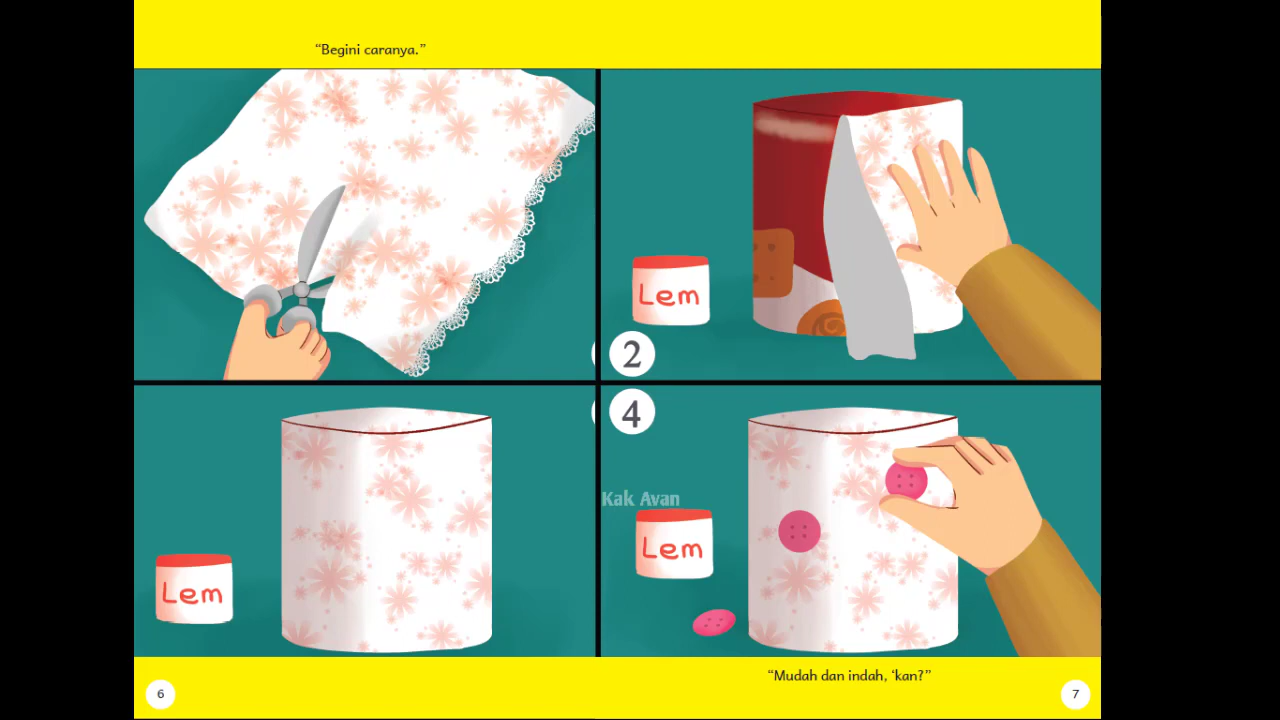 “Begini caranya.”
Lem
2
Lem
4
Kak Avan
Lem
6
“Mudah dan indah, ‘kan?”
7